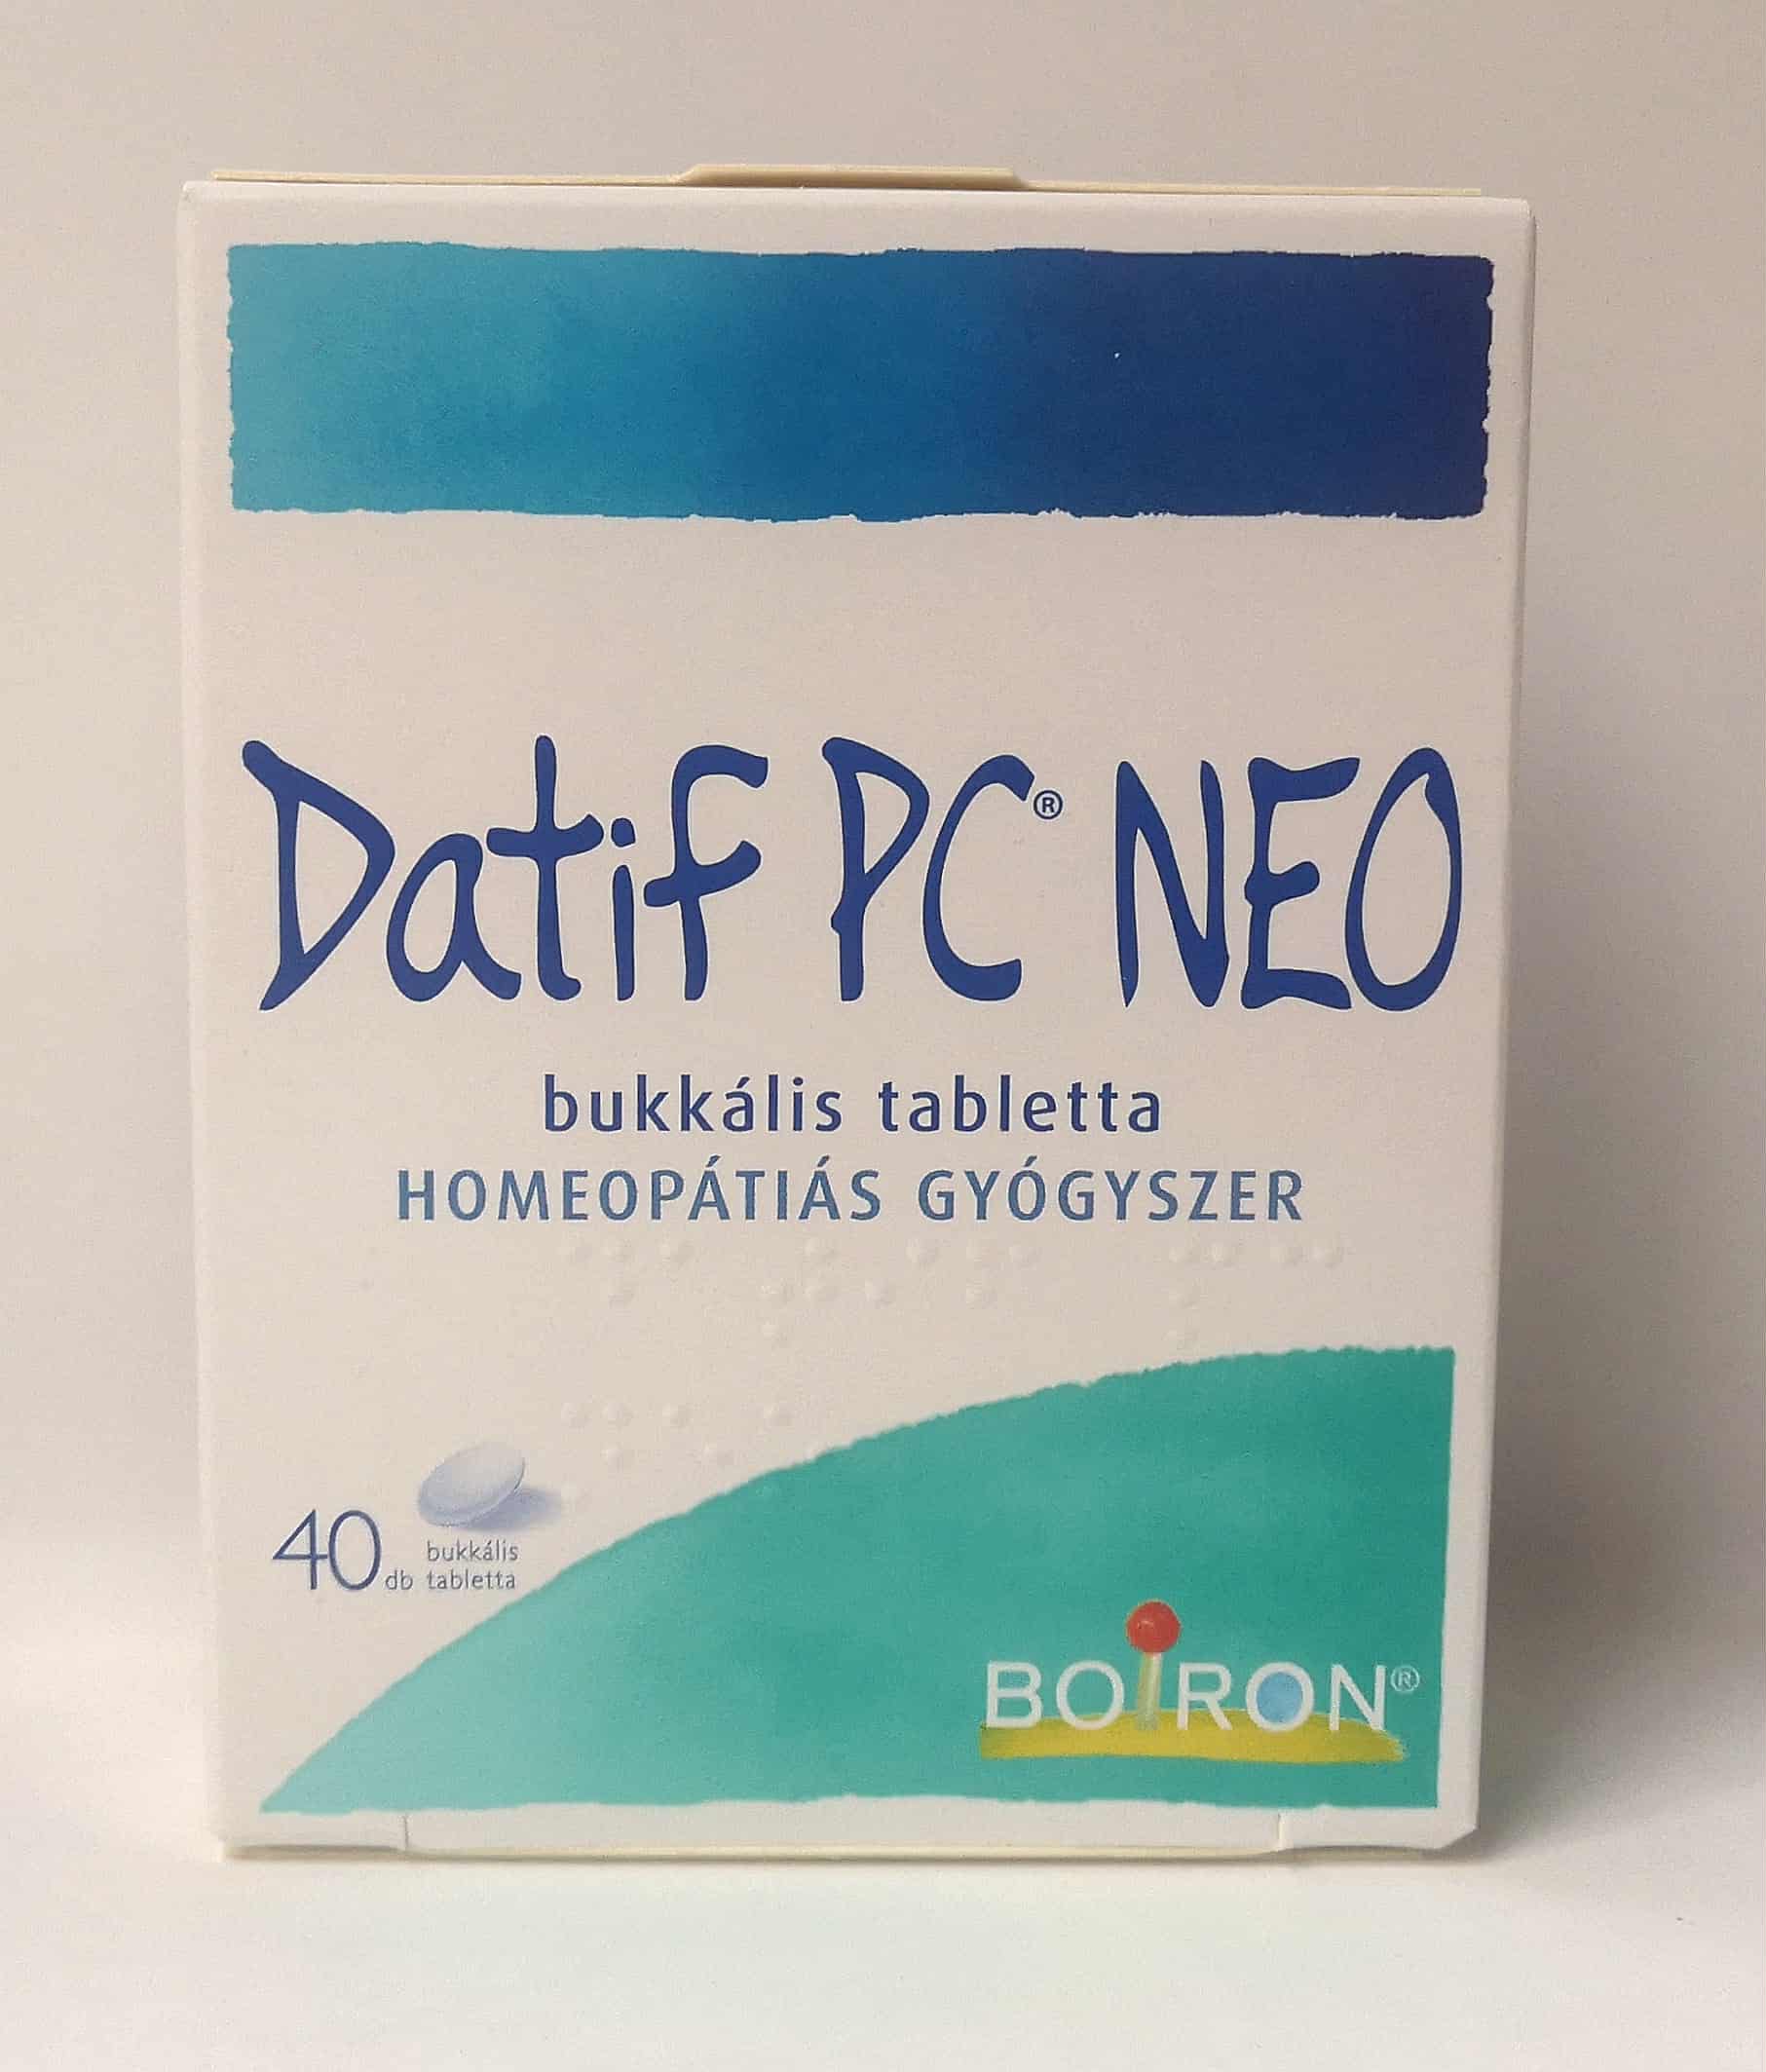 Datif PC® NEO
bukkális tabletta
HOMEOPÁTIÁS GYÓGYSZER
40 db bukkális
tabletta
BOIRON®